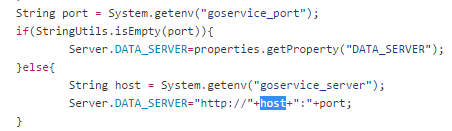 String port = System.getenv("goservice_port");
if(StringUtils.isEmpty(port)){
Server.DATA_SERVER=properties.getProperty("DATA_SERVER");
}else{
String host = System.getenv("goservice_server");
Server.DATA_SERVER="http://"+host+":"+port;
}